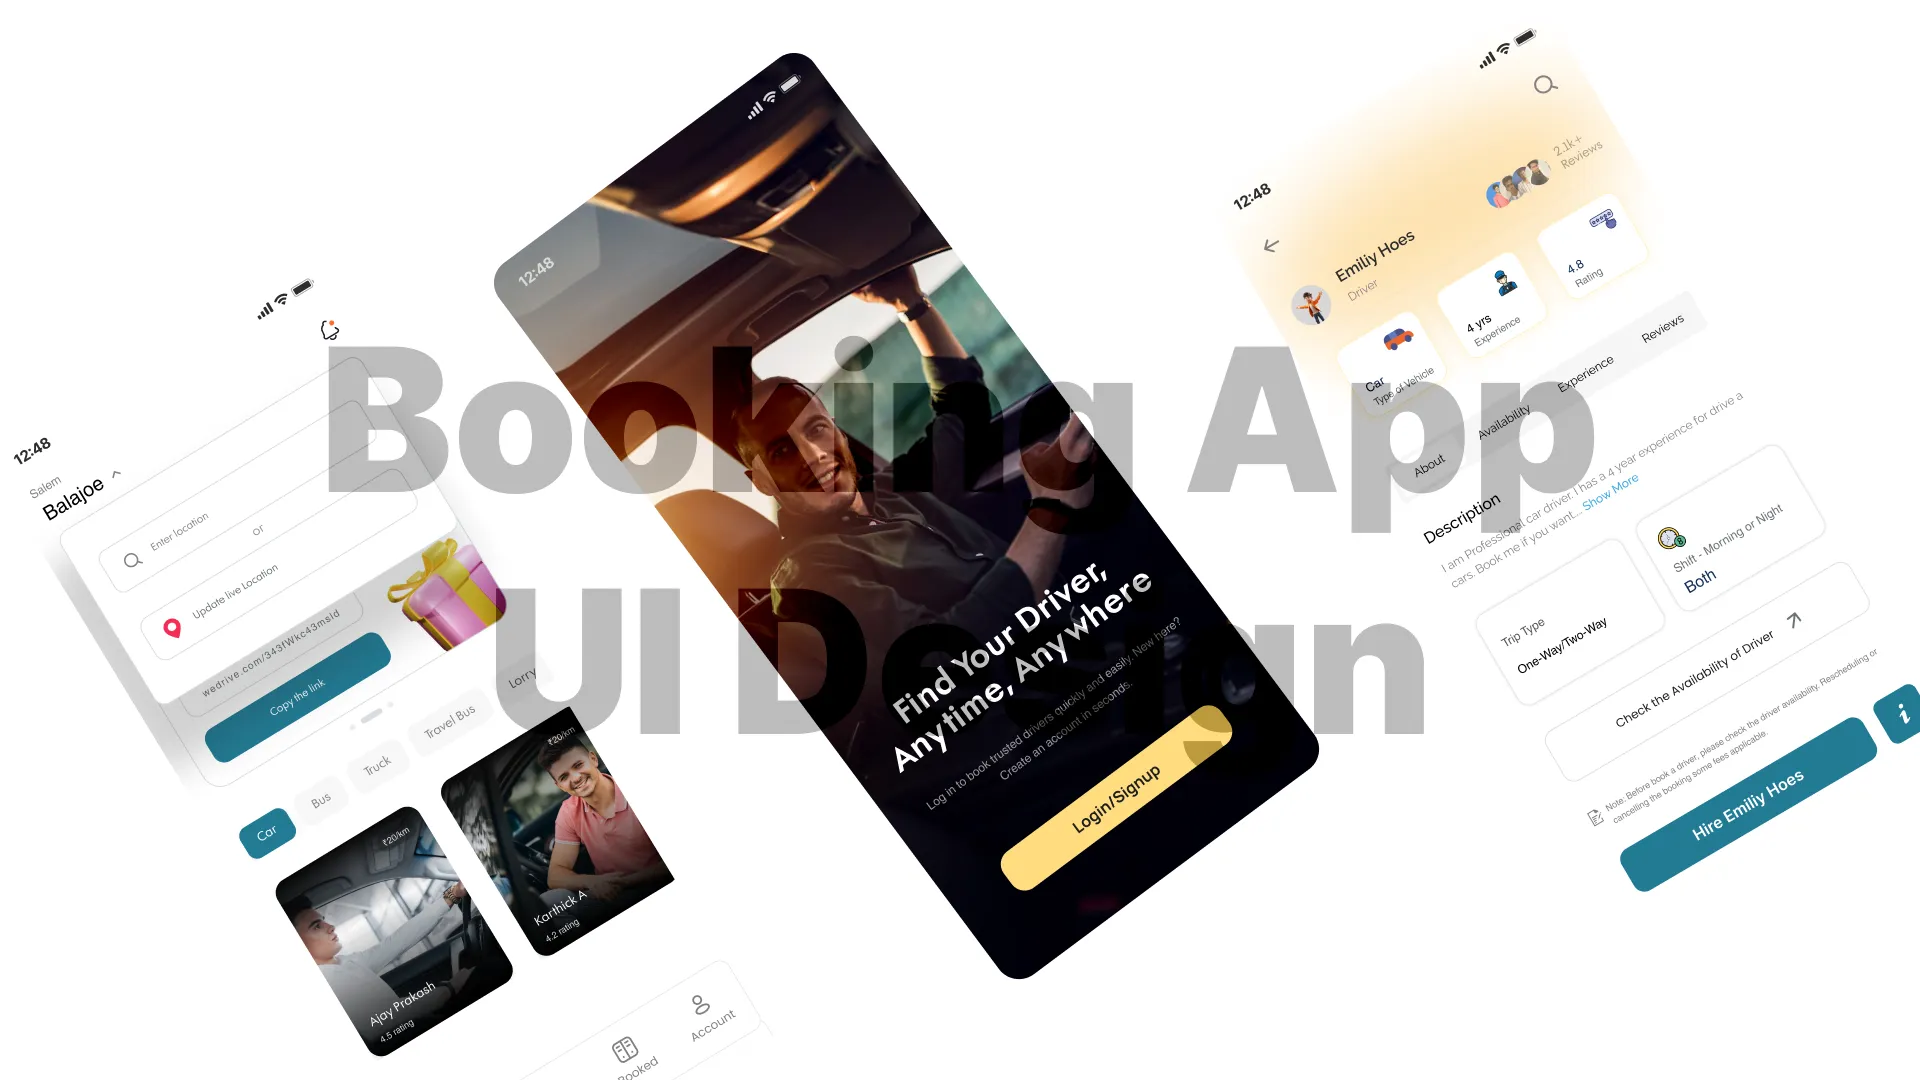 Booking App
UI Design
12:48
Salem
Balajoe
Enter location
or
Update live Location
wedrive.com/343fWkc43msld
Copy the link
Car
Bus
Truck
Travel Bus
Lorry
₹20/km
Ajay Prakash
4.5 rating
₹20/km
Karthick A
4.2 rating
Booked
Account
12:48
Find Your Driver,
Anytime, Anywhere
Log in to book trusted drivers quickly and easily. New here?
Create an account in seconds.
Login/Signup
12:48
2.1k+
Reviews
Emiliy Hoes
Driver
Car
Type of Vehicle
4 yrs
Experience
4.8
Rating
About
Availability
Experience
Reviews
Description
I am Professional car driver. I has a 4 year experience for drive a
cars. Book me if you want.... Show More
Trip Type
One-Way/Two-Way
Shift - Morning or Night
Both
Check the Availability of Driver
Note: Before book a driver, please check the driver availability. Rescheduling or
cancelling the booking some fees applicable.
Hire Emiliy Hoes